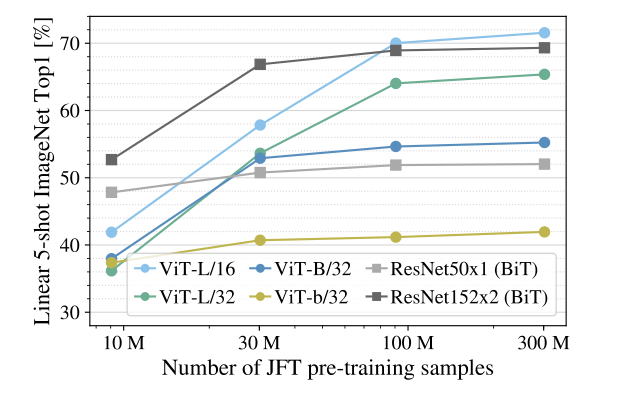 Linear 5-shot ImageNet Top1 [%]
70
60
50
40
30
ViT-L/16 ViT-B/32 ResNet50x1 (BiT)
ViT-L/32 ViT-b/32 ResNet152x2 (BiT)
10 M 30 M 100 M 300 M
Number of JFT pre-training samples